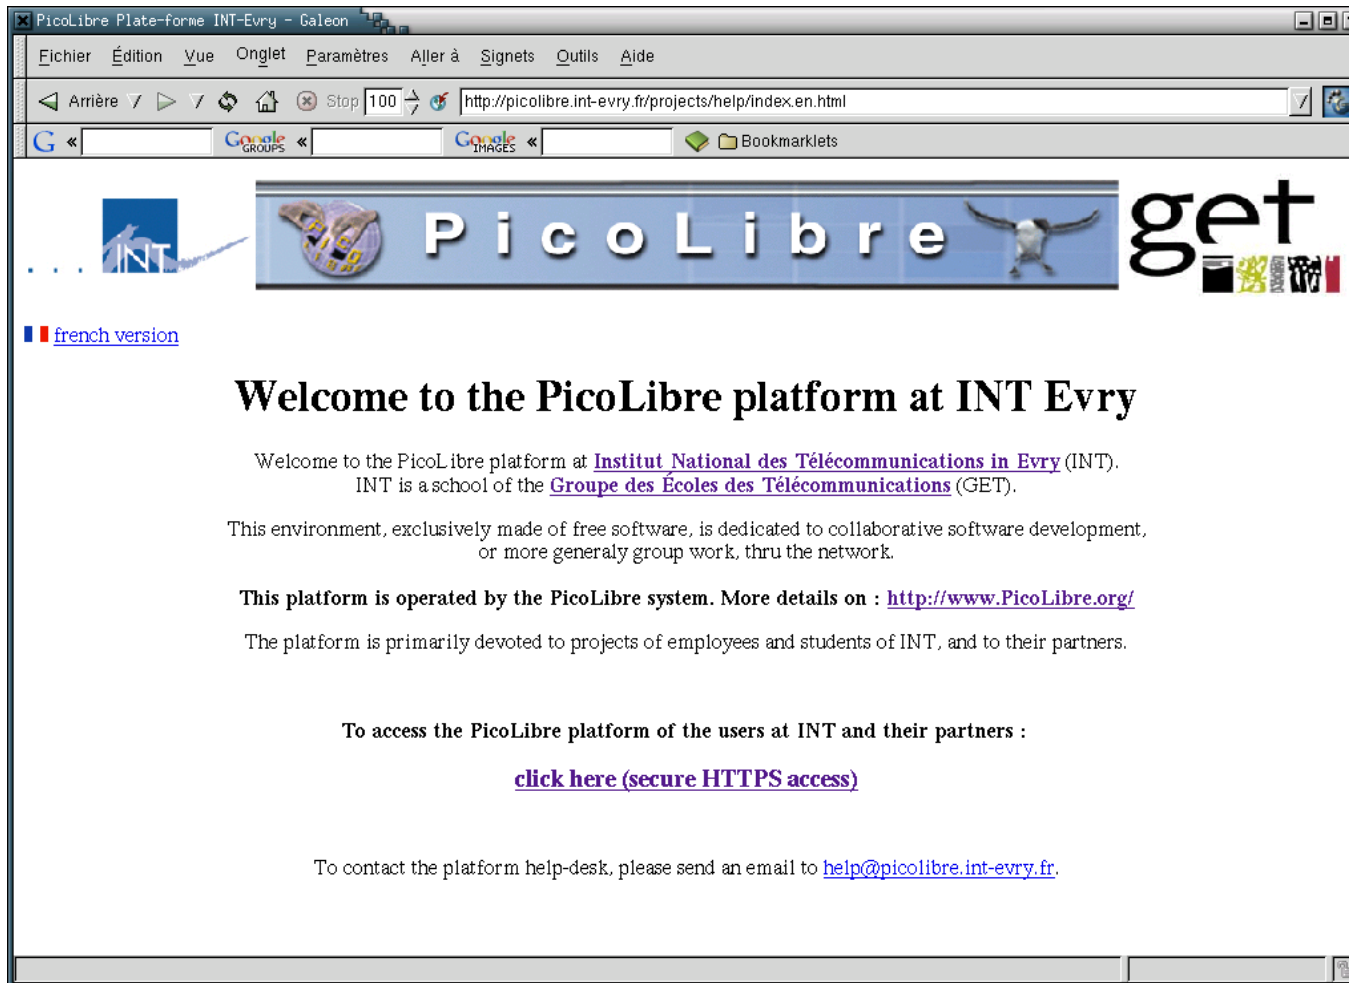 PicoLibre Plate-forme INT-Evry - Galeon
Fichier Édition Vue Onglet Paramètres Aller à Signets Outils Aide
Arrière Stop 100 http://picolibre.int-evry.fr/projects/help/index.en.html
G « Google GROUPS « Google IMAGES « Bookmarklets
INT PicoLibre get
french version
Welcome to the PicoLibre platform at INT Evry
Welcome to the PicoLibre platform at Institut National des Télécommunications in Evry (INT).
INT is a school of the Groupe des Écoles des Télécommunications (GET).
This environment, exclusively made of free software, is dedicated to collaborative software development,
or more generaly group work, thru the network.
This platform is operated by the PicoLibre system. More details on : http://www.PicoLibre.org/
The platform is primarily devoted to projects of employees and students of INT, and to their partners.
To access the PicoLibre platform of the users at INT and their partners :
click here (secure HTTPS access)
To contact the platform help-desk, please send an email to help@picolibre.int-evry.fr.